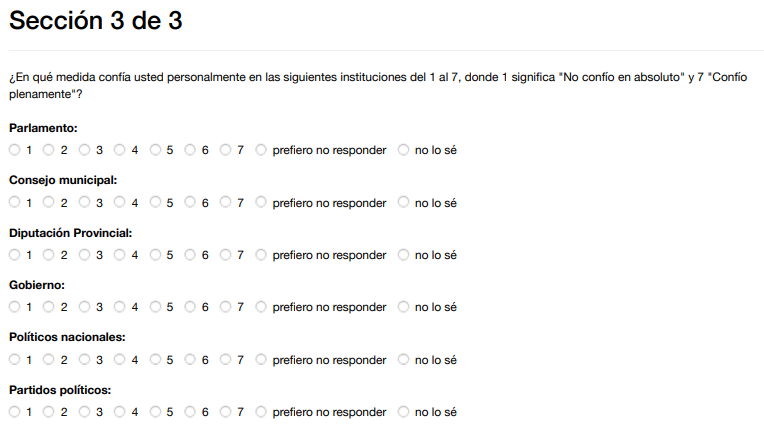 Sección 3 de 3
¿En qué medida confía usted personalmente en las siguientes instituciones del 1 al 7, donde 1 significa "No confío en absoluto" y 7 "Confío
plenamente"?
Parlamento:
1 2 3 4 5 6 7 prefiero no responder no lo sé
Consejo municipal:
1 2 3 4 5 6 7 prefiero no responder no lo sé
Diputación Provincial:
1 2 3 4 5 6 7 prefiero no responder no lo sé
Gobierno:
1 2 3 4 5 6 7 prefiero no responder no lo sé
Políticos nacionales:
1 2 3 4 5 6 7 prefiero no responder no lo sé
Partidos políticos:
1 2 3 4 5 6 7 prefiero no responder no lo sé